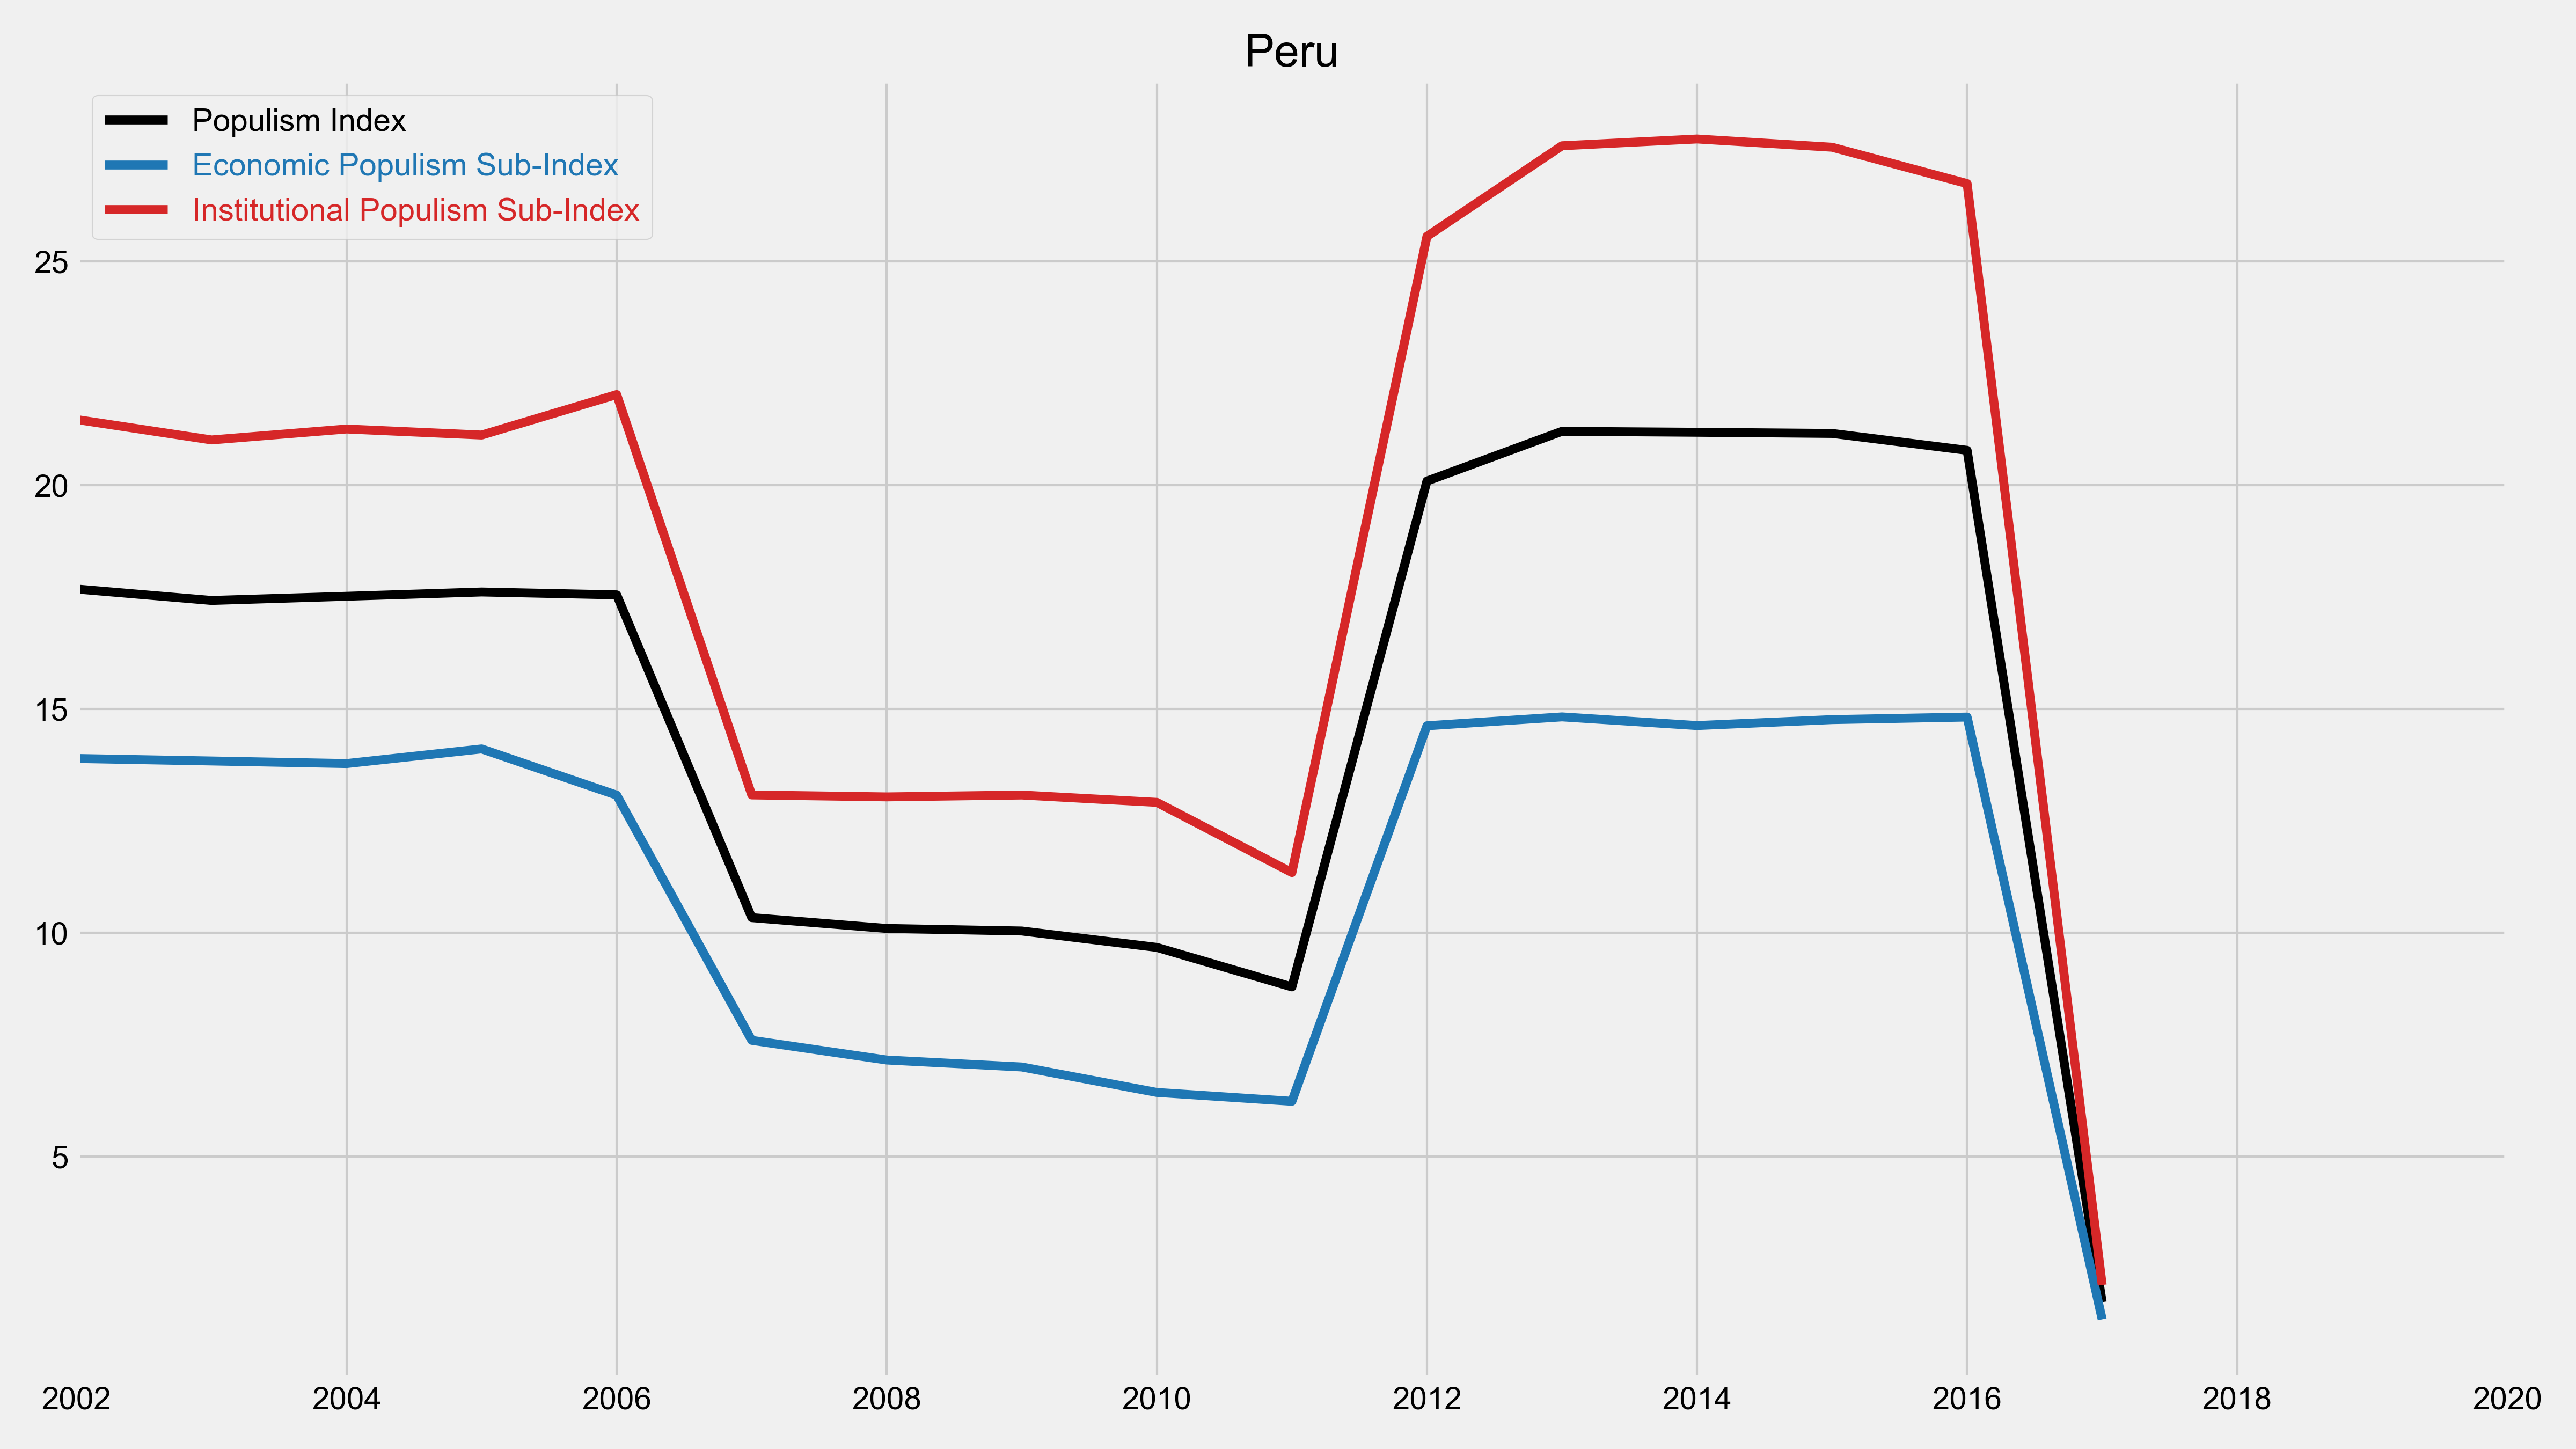 Peru
Populism Index
Economic Populism Sub-Index
Institutional Populism Sub-Index
25
20
15
10
5
2002 2004 2006 2008 2010 2012 2014 2016 2018 2020